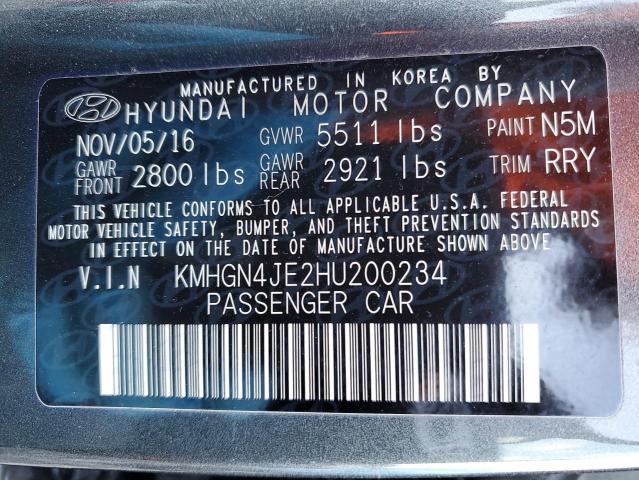 MANUFACTURED IN KOREA BY
HYUNDAI MOTOR COMPANY
NOV/05/16 GVWR 5511 lbs PAINT N5M
GAWR FRONT 2800 lbs GAWR REAR 2921 lbs TRIM RRY
THIS VEHICLE CONFORMS TO ALL APPLICABLE U.S.A. FEDERAL
MOTOR VEHICLE SAFETY, BUMPER, AND THEFT PREVENTION STANDARDS
IN EFFECT ON THE DATE OF MANUFACTURE SHOWN ABOVE
V.I.N KMHGN4JE2HU200234
PASSENGER CAR